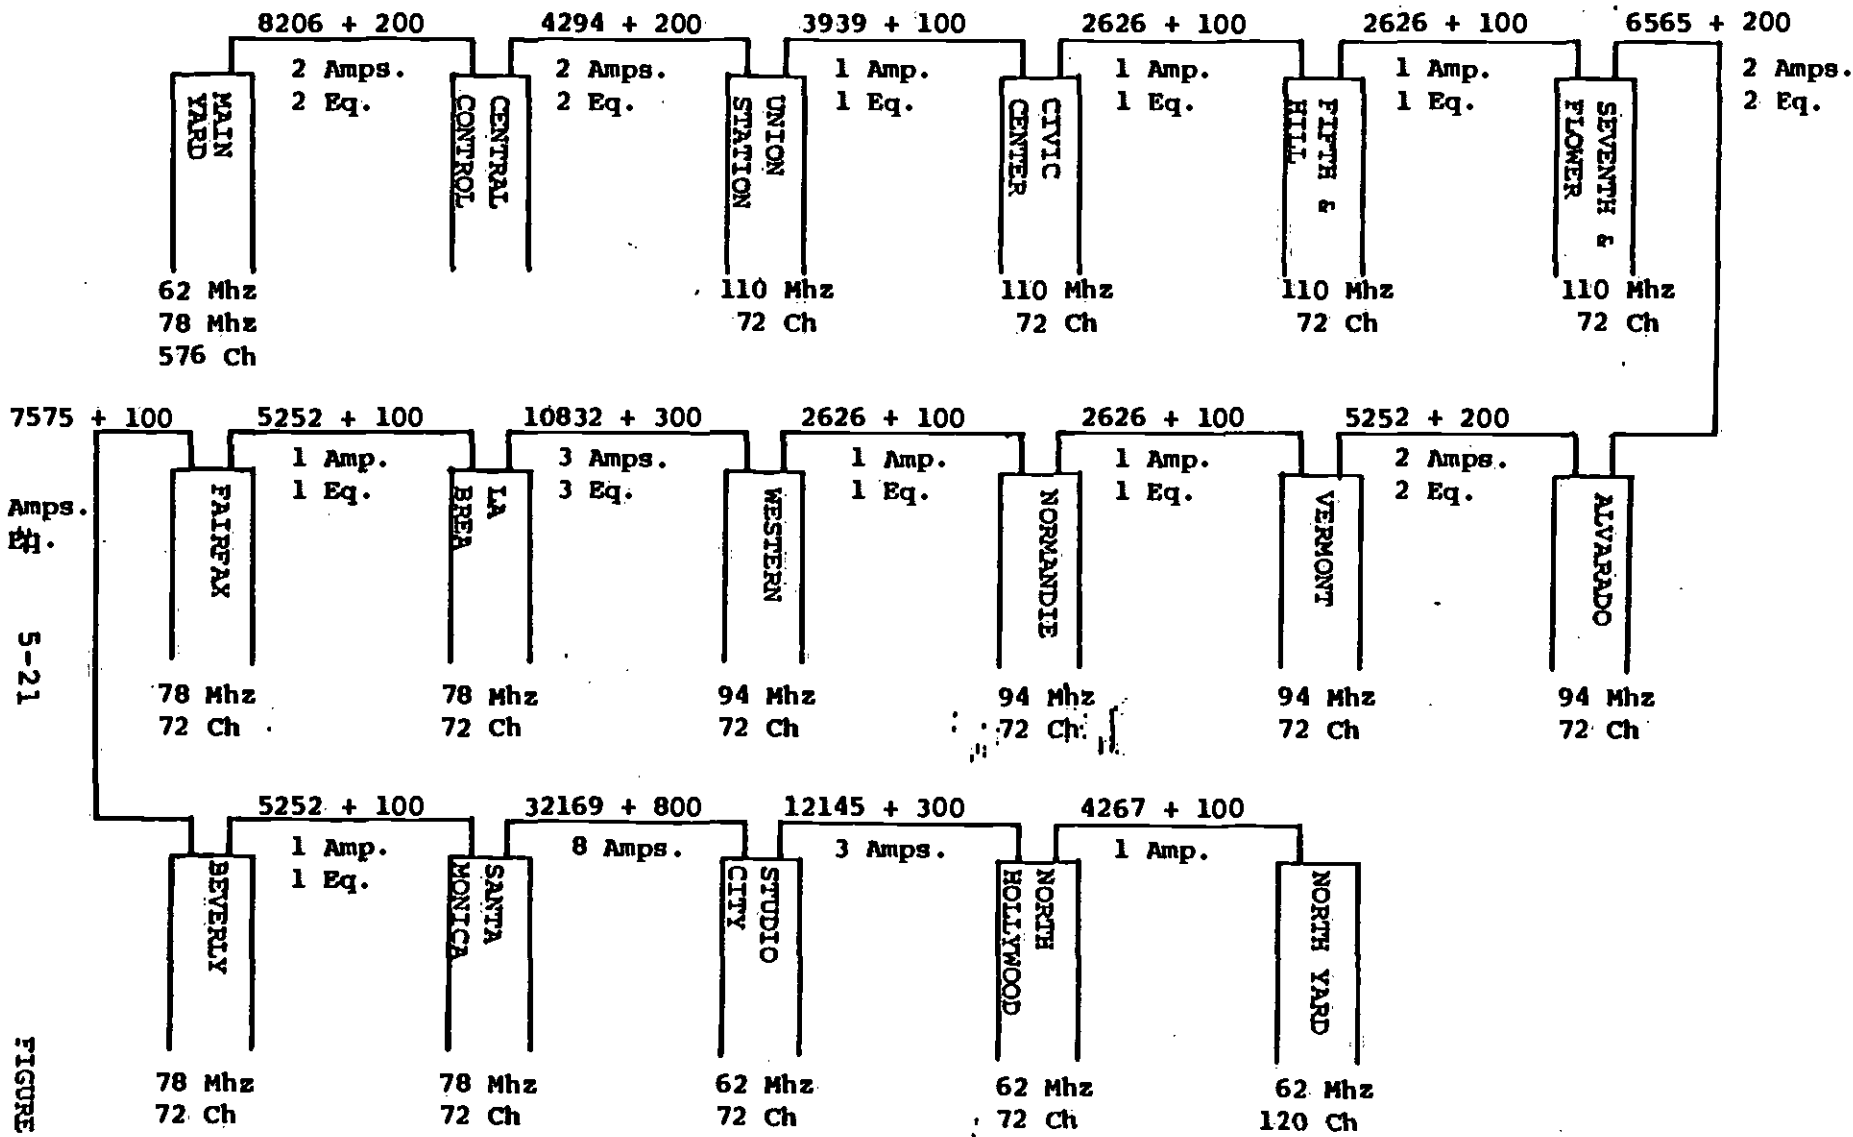 8206 + 200
4294 + 200
3939 + 100
2626 + 100
2626 + 100
6565 + 200
2 Amps.
2 Eq.
2 Amps.
2 Eq.
1 Amp.
1 Eq.
1 Amp.
1 Eq.
1 Amp.
1 Eq.
2 Amps.
2 Eq.
MAIN
YARD
CENTRAL
CONTROL
UNION
STATION
CIVIC
CENTER
FIFTH &
HILL
SEVENTH &
FLOWER
62 Mhz
78 Mhz
576 Ch
110 Mhz
72 Ch
110 Mhz
72 Ch
110 Mhz
72 Ch
110 Mhz
72 Ch
7575 + 100
5252 + 100
10832 + 300
2626 + 100
2626 + 100
5252 + 200
Amps.
Eq.
1 Amp.
1 Eq.
3 Amps.
3 Eq.
1 Amp.
1 Eq.
1 Amp.
1 Eq.
2 Amps.
2 Eq.
FAIRFAX
LA
BREA
WESTERN
NORMANDIE
VERMONT
ALVARADO
78 Mhz
72 Ch
78 Mhz
72 Ch
94 Mhz
72 Ch
94 Mhz
72 Ch
94 Mhz
72 Ch
94 Mhz
72 Ch
5-21
5252 + 100
32169 + 800
12145 + 300
4267 + 100
1 Amp.
1 Eq.
8 Amps.
3 Amps.
1 Amp.
BEVERLY
SANTA
MONICA
STUDIO
CITY
NORTH
HOLLYWOOD
NORTH YARD
78 Mhz
72 Ch
78 Mhz
72 Ch
62 Mhz
72 Ch
62 Mhz
72 Ch
62 Mhz
120 Ch
FIGURE